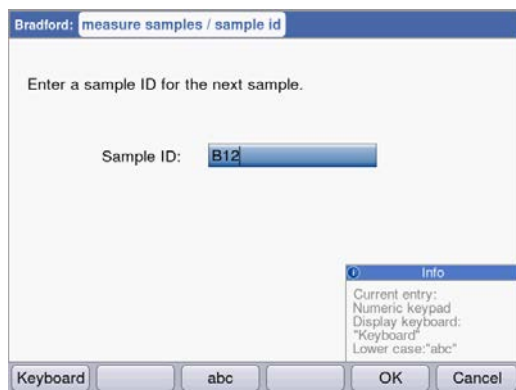 Bradford: measure samples / sample id
Enter a sample ID for the next sample.
Sample ID: B12
Info
Current entry:
Numeric keypad
Display keyboard:
"Keyboard"
Lower case:"abc"
Keyboard abc OK Cancel